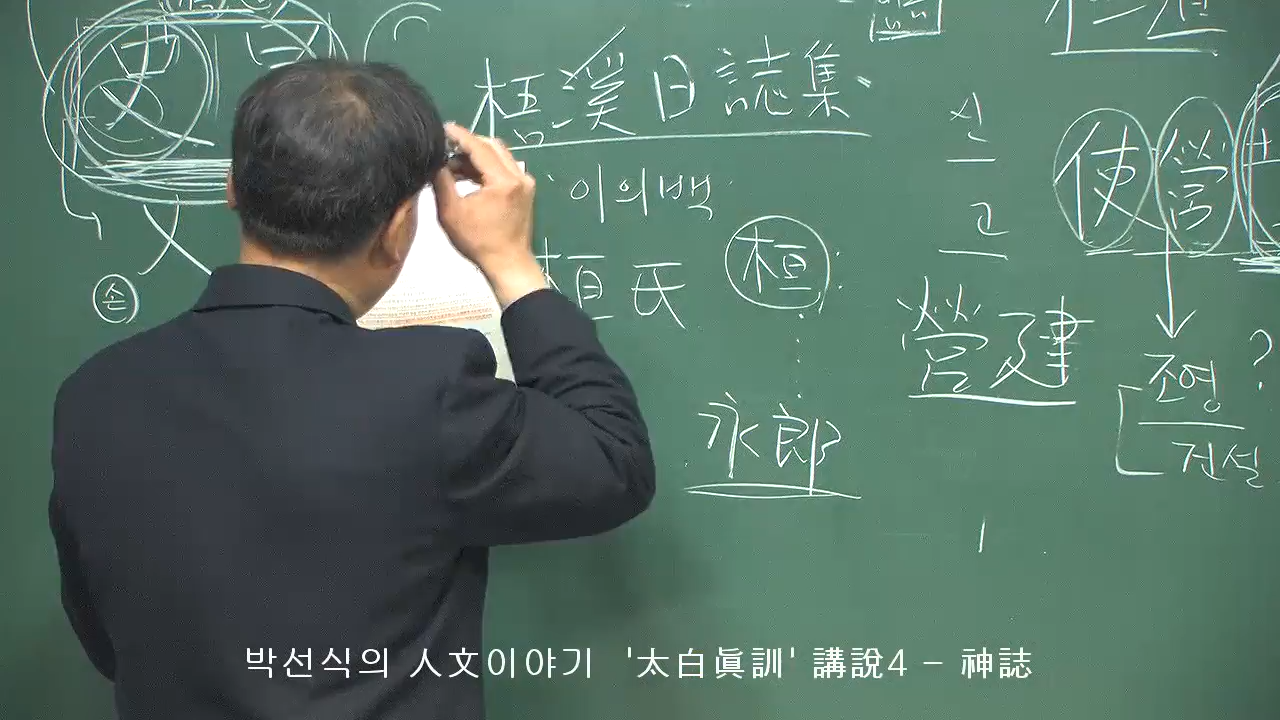 梧溪日誌集
이의백
桓氏
桓
永郎
손
신
고
營建
使營
조영 ?
건설
박선식의 人文이야기 '太白眞訓' 講說4 - 神誌